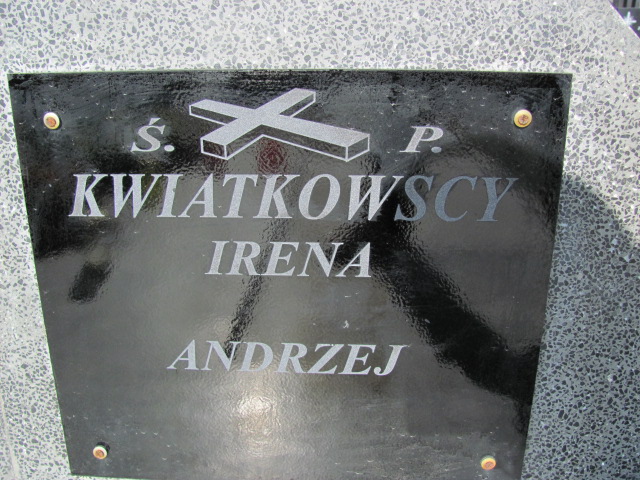 Ś. P.
KWIATKOWSCY
IRENA
ANDRZEJ